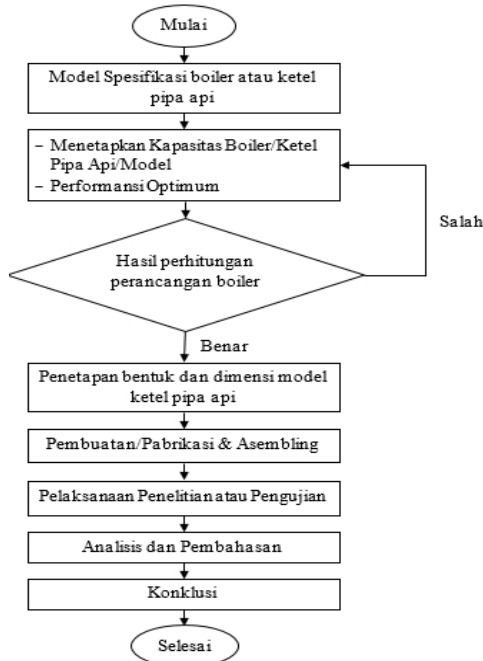 Mulai
Model Spesifikasi boiler atau ketel
pipa api
– Menetapkan Kapasitas Boiler/Ketel
Pipa Api/Model
– Performansi Optimum
Salah
Hasil perhitungan
perancangan boiler
Benar
Penetapan bentuk dan dimensi model
ketel pipa api
Pembuatan/Pabrikasi & Asembling
Pelaksanaan Penelitian atau Pengujian
Analisis dan Pembahasan
Konklusi
Selesai